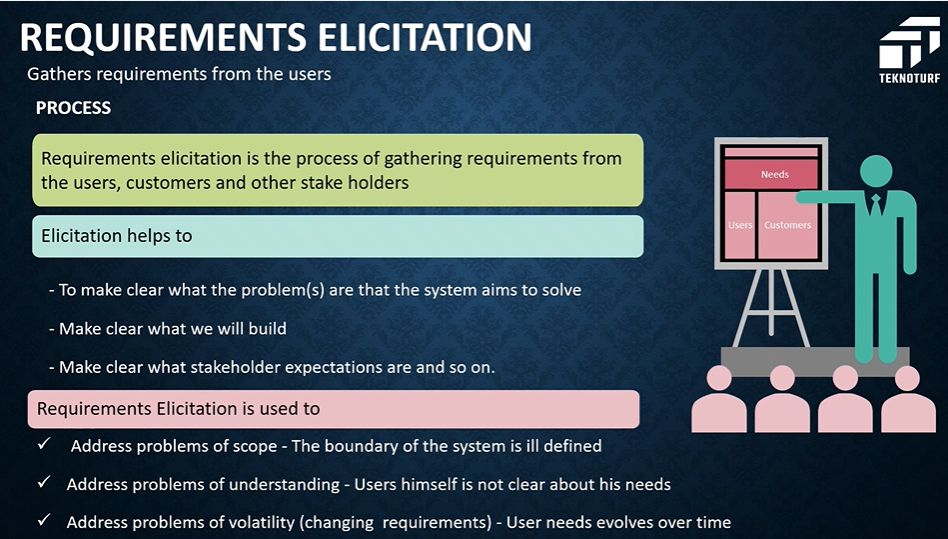 REQUIREMENTS ELICITATION
Gathers requirements from the users
TEKNOTURF
PROCESS
Requirements elicitation is the process of gathering requirements from
the users, customers and other stake holders
Elicitation helps to
- To make clear what the problem(s) are that the system aims to solve
- Make clear what we will build
- Make clear what stakeholder expectations are and so on.
Needs
Users
Customers
Requirements Elicitation is used to
✓ Address problems of scope - The boundary of the system is ill defined
✓ Address problems of understanding - Users himself is not clear about his needs
✓ Address problems of volatility (changing requirements) - User needs evolves over time